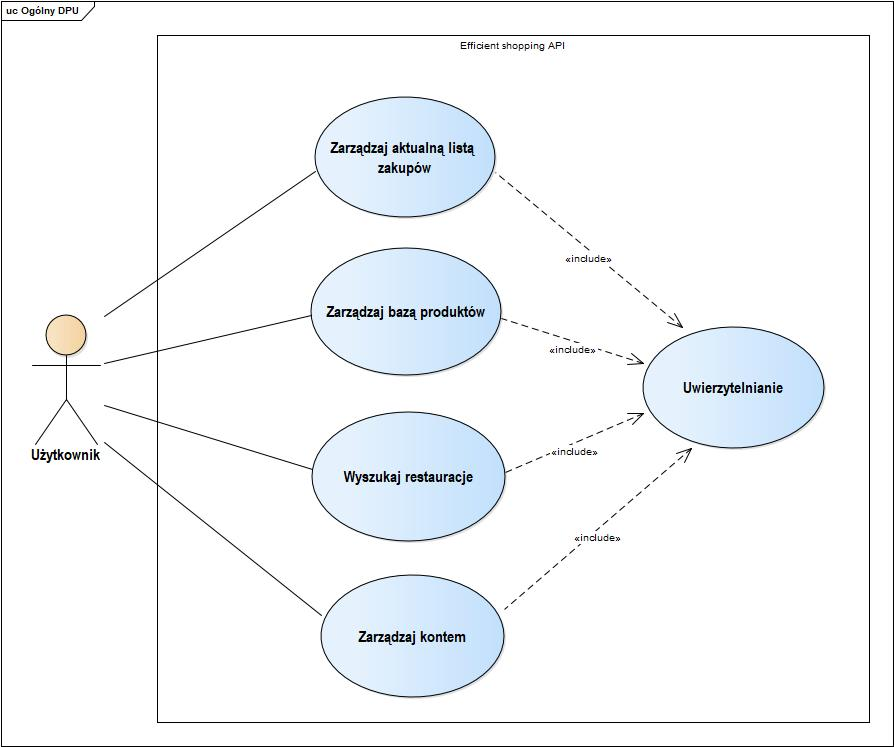 uc Ogólny DPU
Efficient shopping API
Zarządzaj aktualną listą
zakupów
«include»
Zarządzaj bazą produktów
«include»
Uwierzytelnianie
Użytkownik
«include»
Wyszukaj restauracje
«include»
Zarządzaj kontem